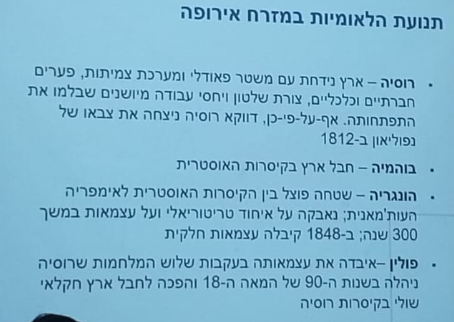 תנועת הלאומיות במזרח אירופה
• רוסיה – ארץ נידחת עם משטר פאודלי ומערכת צמיתות, פערים
חברתיים וכלכליים, צורת שלטון ויחסי עבודה מיושנים שבלמו את
התפתחותה. אף-על-פי-כן, דווקא רוסיה ניצחה את צבאו של
נפוליאון ב-1812
• בוהמיה – חבל ארץ בקיסרות האוסטרית
• הונגריה – שטחה פוצל בין הקיסרות האוסטרית לאימפריה
העות'מאנית; נאבקה על איחוד טריטוריאלי ועל עצמאות במשך
300 שנה; ב-1848 קיבלה עצמאות חלקית
• פולין –איבדה את עצמאותה בעקבות שלוש המלחמות שרוסיה
ניהלה בשנות ה-90 של המאה ה-18 והפכה לחבל ארץ חקלאי
שולי בקיסרות רוסיה